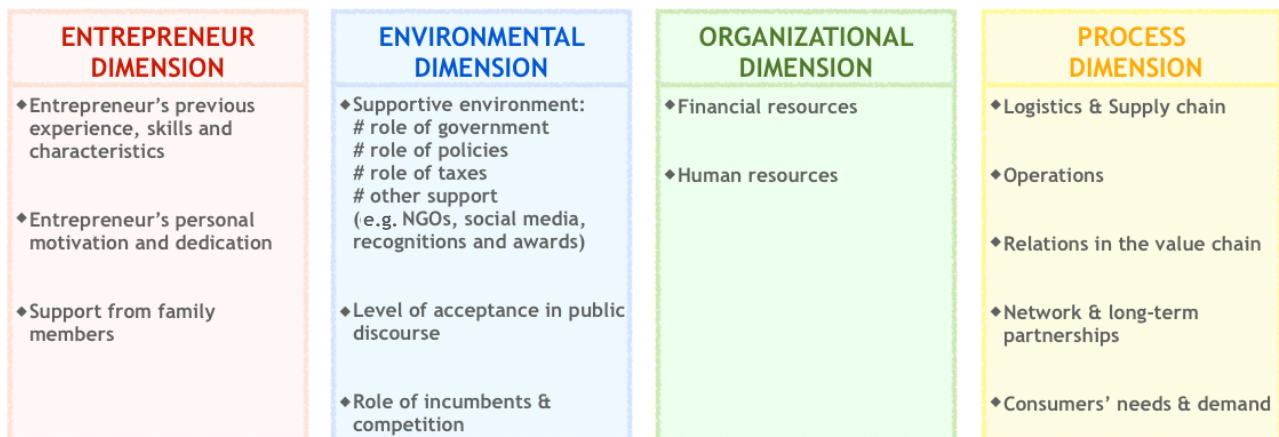 ENTREPRENEUR
DIMENSION
◆Entrepreneur's previous
experience, skills and
characteristics
◆Entrepreneur's personal
motivation and dedication
◆Support from family
members
ENVIRONMENTAL
DIMENSION
◆Supportive environment:
# role of government
# role of policies
# role of taxes
# other support
(e.g. NGOs, social media,
recognitions and awards)
◆Level of acceptance in public
discourse
◆Role of incumbents &
competition
ORGANIZATIONAL
DIMENSION
◆Financial resources
◆Human resources
PROCESS
DIMENSION
◆Logistics & Supply chain
◆Operations
◆Relations in the value chain
◆Network & long-term
partnerships
◆Consumers' needs & demand